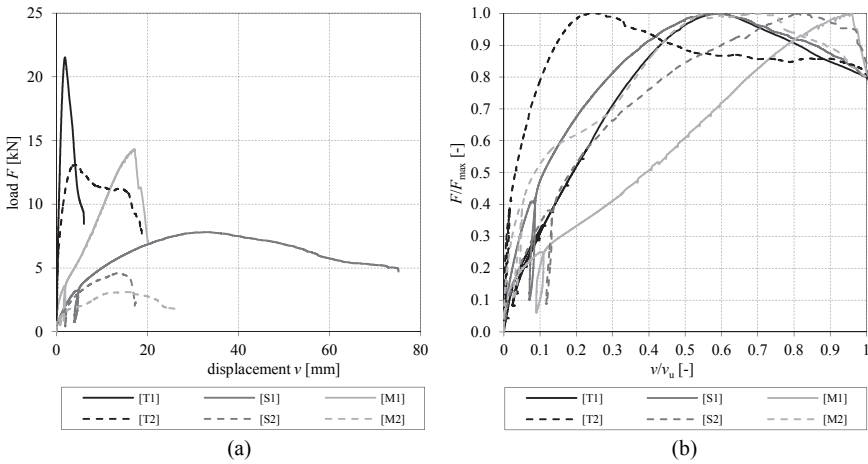 load F [kN]
25
20
15
10
5
0
0 20 40 60 80
displacement v [mm]
[T1] [S1] [M1]
[T2] [S2] [M2]
(a)
F/Fmax [-]
1.0
0.9
0.8
0.7
0.6
0.5
0.4
0.3
0.2
0.1
0.0
0 0.1 0.2 0.3 0.4 0.5 0.6 0.7 0.8 0.9 1
v/vu [-]
[T1] [S1] [M1]
[T2] [S2] [M2]
(b)